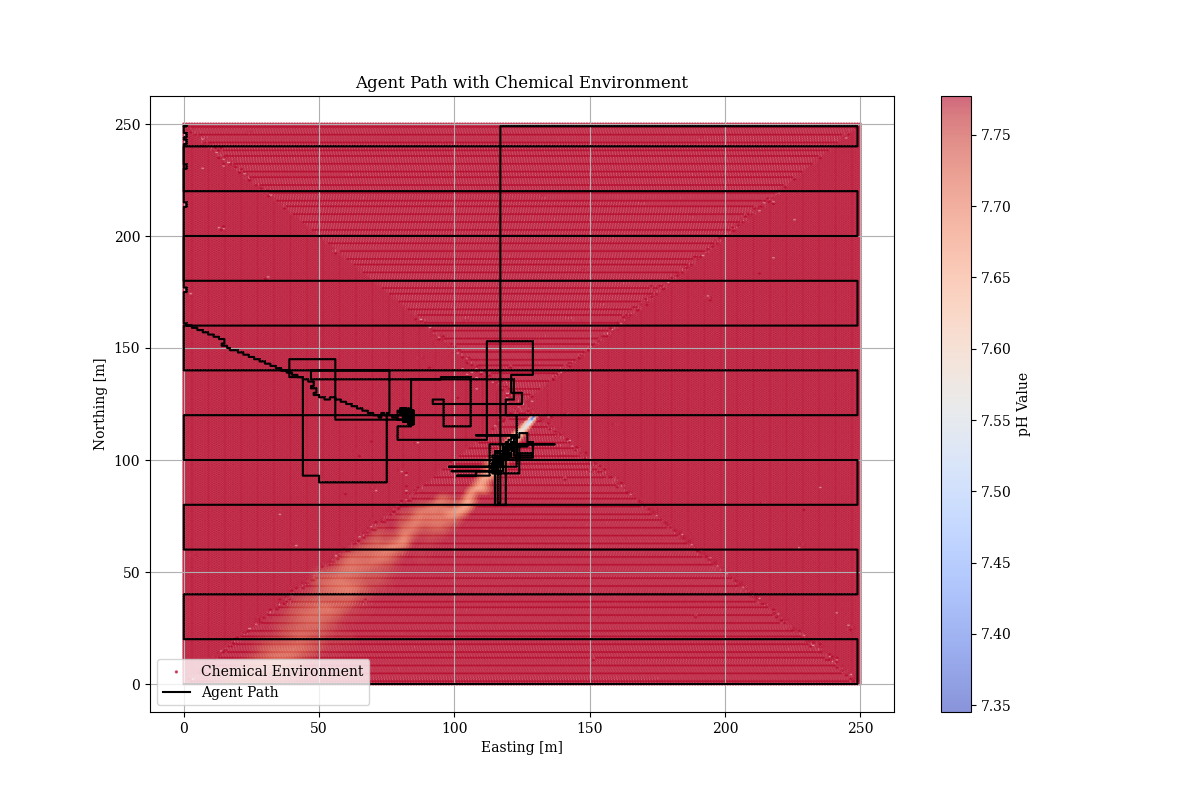 Agent Path with Chemical Environment
250
200
150
100
50
0
Northing [m]
0 50 100 150 200 250
Easting [m]
Chemical Environment
Agent Path
7.75
7.70
7.65
7.60
7.55
7.50
7.45
7.40
7.35
pH Value